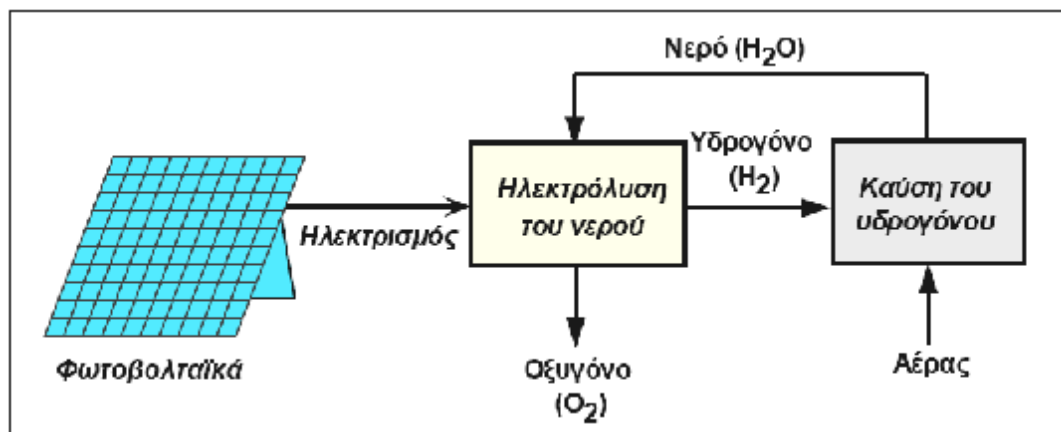 Νερό (H₂O)
Υδρογόνο
(H₂)
Ηλεκτρόλυση
του νερού
Καύση του
υδρογόνου
Ηλεκτρισμός
Φωτοβολταϊκά
Οξυγόνο
(O₂)
Αέρας